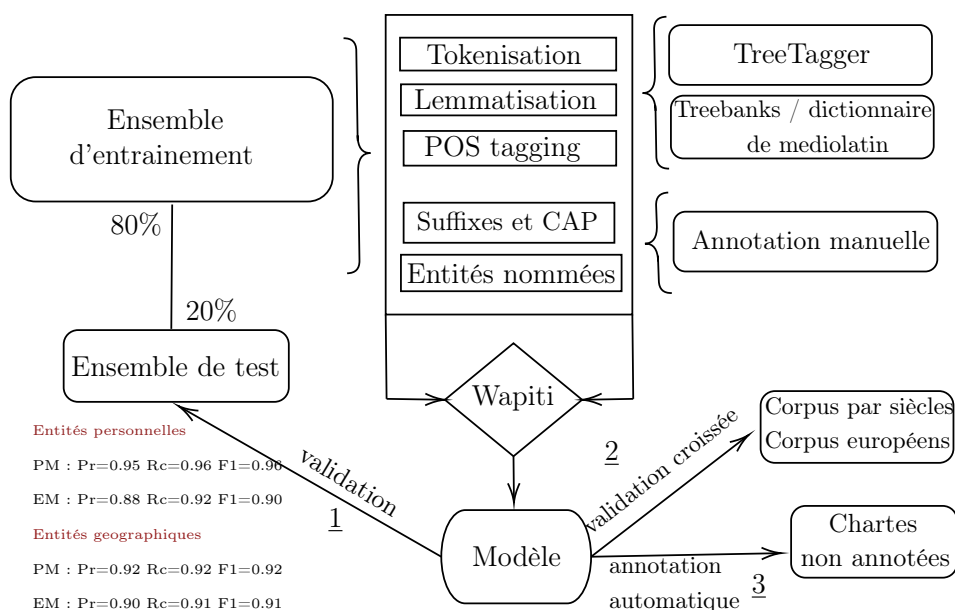 Ensemble
d'entrainement
80%
20%
Ensemble de test
Tokenisation
Lemmatisation
POS tagging
Suffixes et CAP
Entités nommées
TreeTagger
Treebanks / dictionnaire
de mediolatin
Annotation manuelle
Wapiti
Modèle
validation
1
Entités personnelles
PM : Pr=0.95 Rc=0.96 F1=0.96
EM : Pr=0.88 Rc=0.92 F1=0.90
Entités geographiques
PM : Pr=0.92 Rc=0.92 F1=0.92
EM : Pr=0.90 Rc=0.91 F1=0.91
2
validation croissée
Corpus par siècles
Corpus européens
annotation
automatique
3
Chartes
non annotées